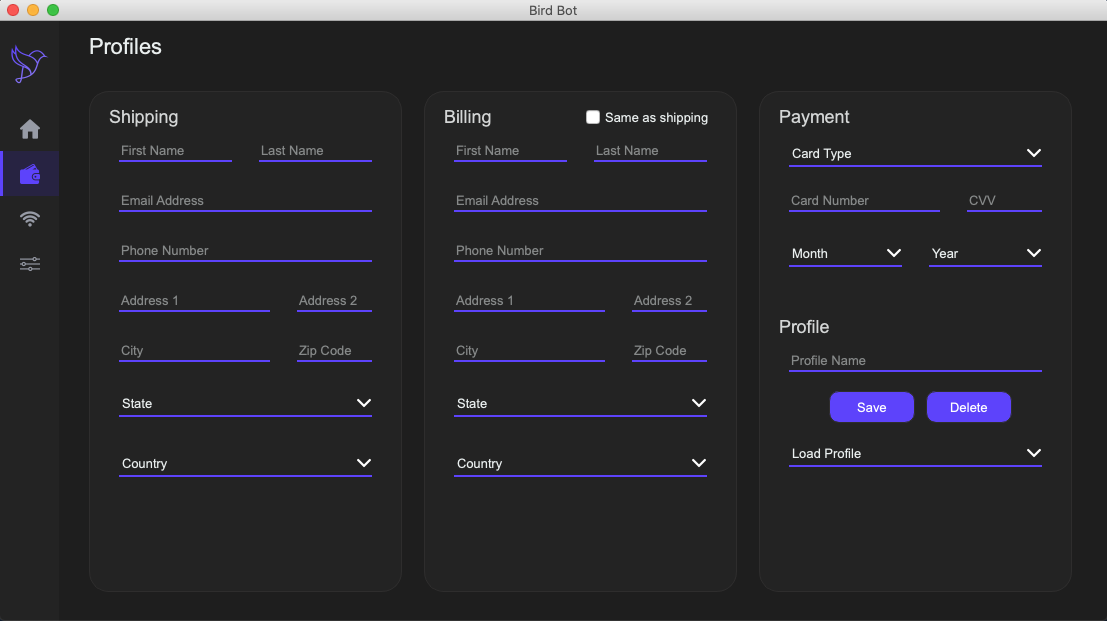 Bird Bot
Profiles
Shipping
First Name Last Name
Email Address
Phone Number
Address 1 Address 2
City Zip Code
State
Country
Billing Same as shipping
First Name Last Name
Email Address
Phone Number
Address 1 Address 2
City Zip Code
State
Country
Payment
Card Type
Card Number CVV
Month Year
Profile
Profile Name
Save Delete
Load Profile